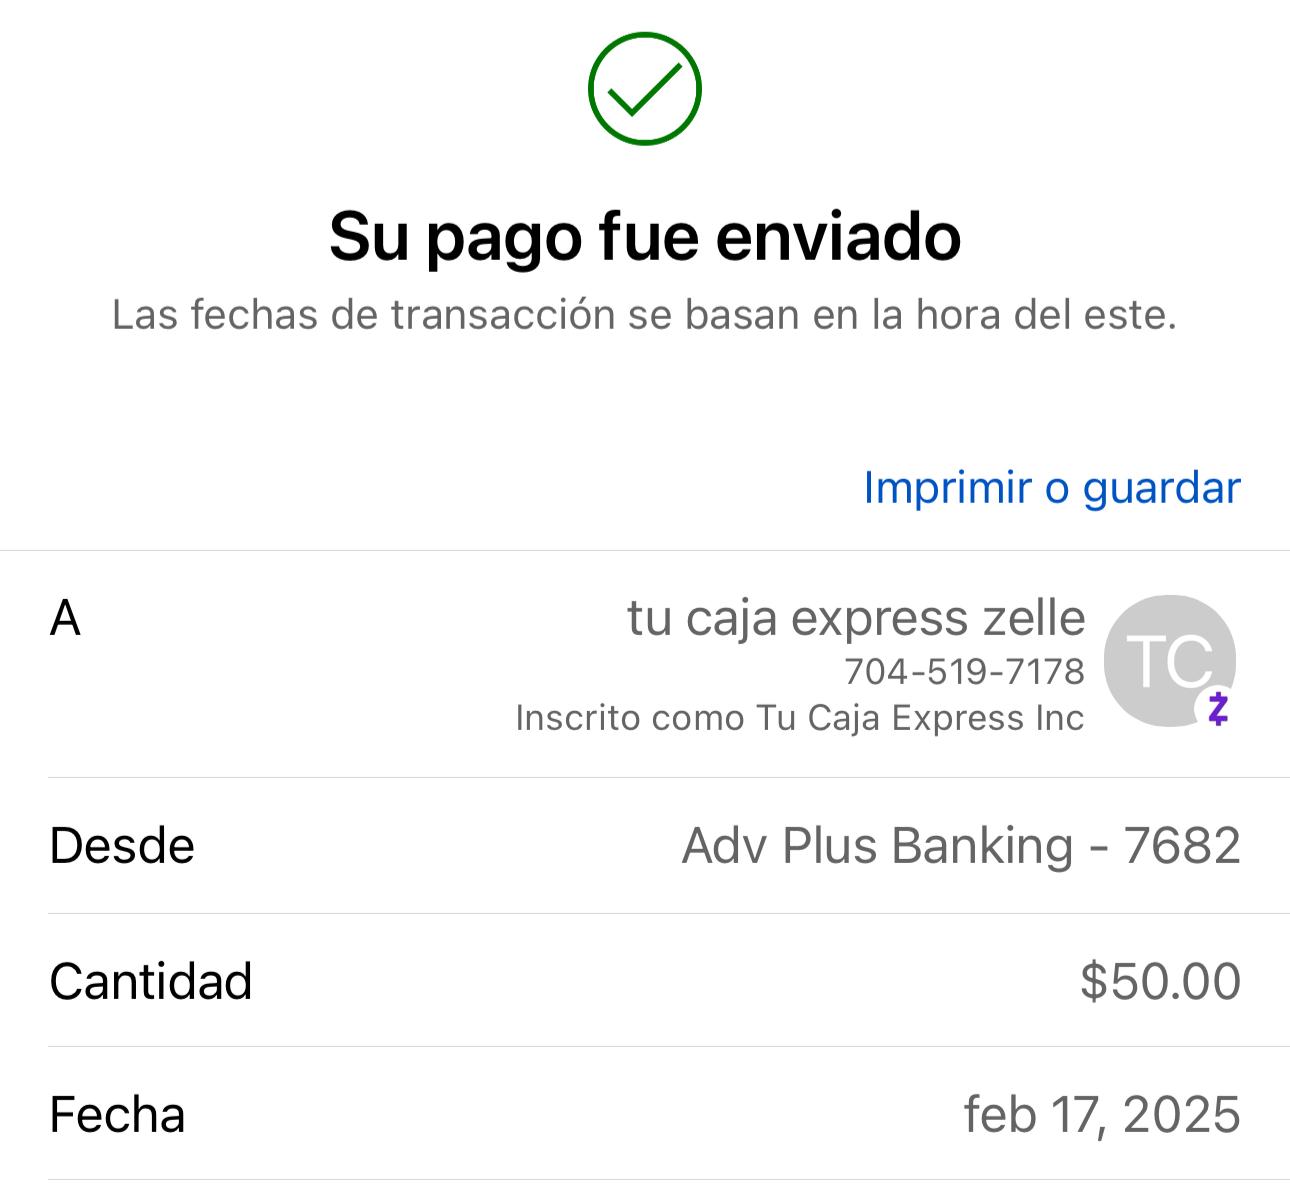 Su pago fue enviado
Las fechas de transacción se basan en la hora del este.
Imprimir o guardar
A
tu caja express zelle
704-519-7178
Inscrito como Tu Caja Express Inc
TC
Desde
Adv Plus Banking - 7682
Cantidad
$50.00
Fecha
feb 17, 2025